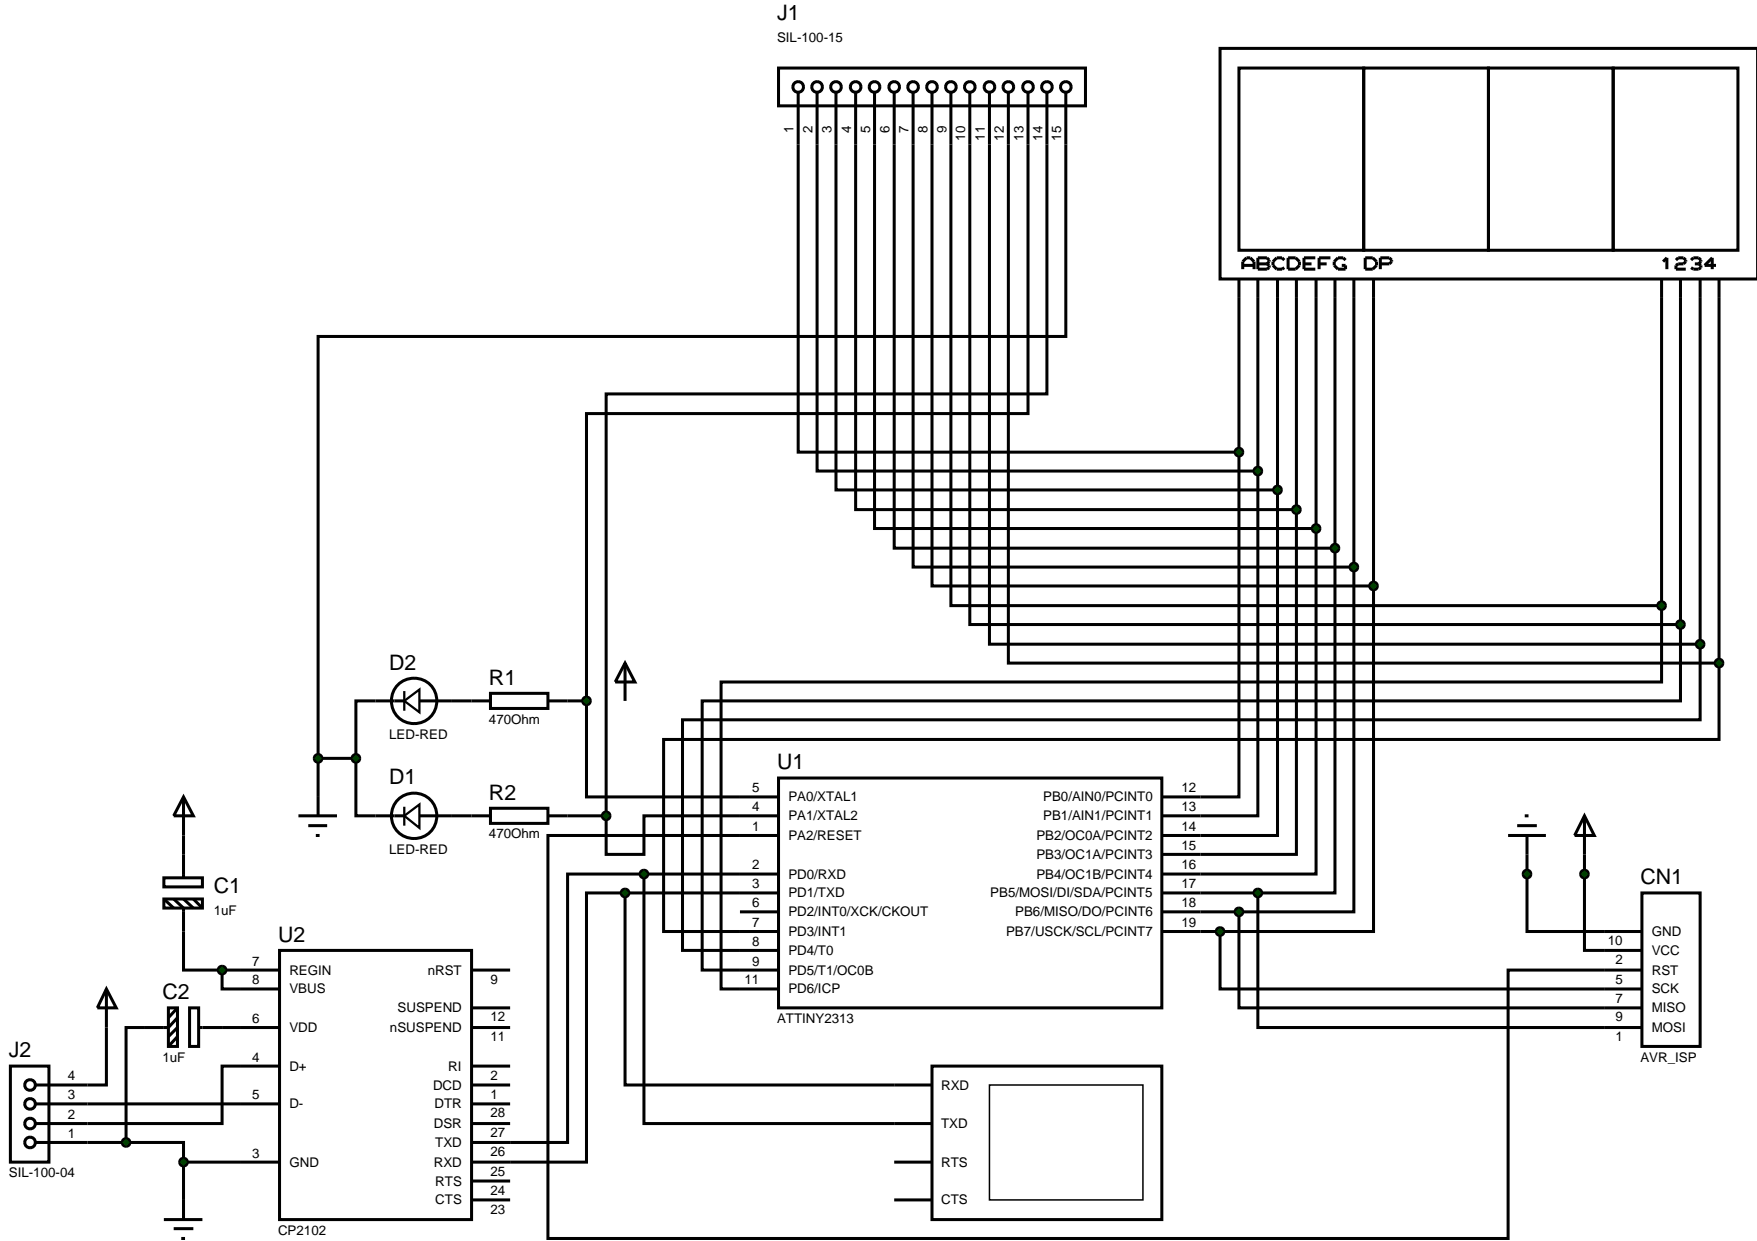 J1
SIL-100-15
1
2
3
4
5
6
7
8
9
10
11
12
13
14
15
ABCDEFG DP
1234
D2
LED-RED
R1
470Ohm
D1
LED-RED
R2
470Ohm
U1
5 PA0/XTAL1
4 PA1/XTAL2
1 PA2/RESET
2 PD0/RXD
3 PD1/TXD
6 PD2/INT0/XCK/CKOUT
7 PD3/INT1
8 PD4/T0
9 PD5/T1/OC0B
11 PD6/ICP
PB0/AIN0/PCINT0 12
PB1/AIN1/PCINT1 13
PB2/OC0A/PCINT2 14
PB3/OC1A/PCINT3 15
PB4/OC1B/PCINT4 16
PB5/MOSI/DI/SDA/PCINT5 17
PB6/MISO/DO/PCINT6 18
PB7/USCK/SCL/PCINT7 19
ATTINY2313
CN1
GND 10
VCC 2
RST 5
SCK 7
MISO 9
MOSI 1
AVR_ISP
C1
1uF
C2
1uF
U2
7 REGIN
8 VBUS
6 VDD
4 D+
5 D-
3 GND
nRST 9
SUSPEND 12
nSUSPEND 11
RI 2
DCD 1
DTR 28
DSR 27
TXD 26
RXD 25
RTS 24
CTS 23
CP2102
J2
4
3
2
1
SIL-100-04
RXD
TXD
RTS
CTS